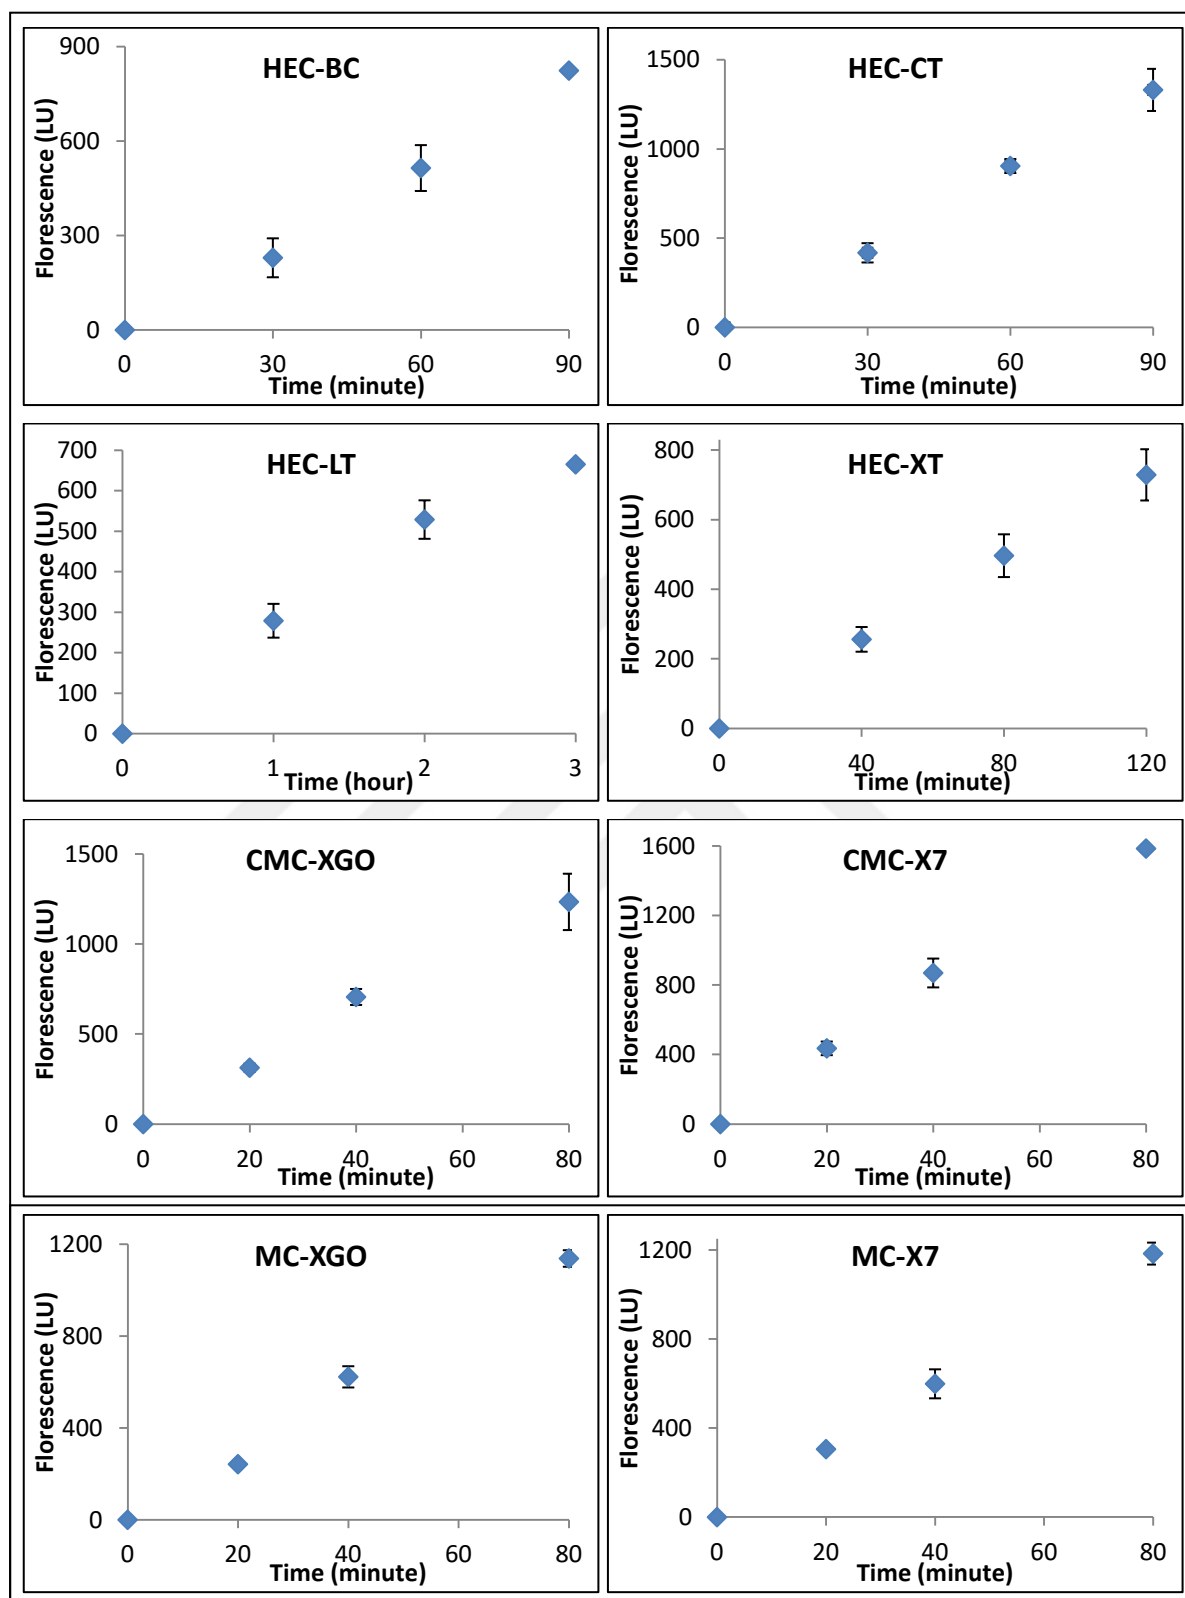 HEC-BC
Florescence (LU)
900
600
300
0
0 30 60 90
Time (minute)
HEC-CT
Florescence (LU)
1500
1000
500
0
0 30 60 90
Time (minute)
HEC-LT
Florescence (LU)
700
600
500
400
300
200
100
0
0 1 2 3
Time (hour)
HEC-XT
Florescence (LU)
800
600
400
200
0
0 40 80 120
Time (minute)
CMC-XGO
Florescence (LU)
1500
1000
500
0
0 20 40 60 80
Time (minute)
CMC-X7
Florescence (LU)
1600
1200
800
400
0
0 20 40 60 80
Time (minute)
MC-XGO
Florescence (LU)
1200
800
400
0
0 20 40 60 80
Time (minute)
MC-X7
Florescence (LU)
1200
800
400
0
0 20 40 60 80
Time (minute)